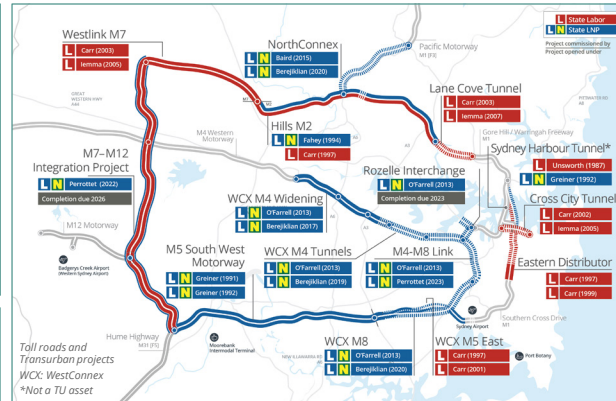 L State Labor
L N State LNP
Project commissioned by
Project opened under
Westlink M7
L Carr (2003)
L Iemma (2005)
NorthConnex
L N Baird (2015)
L N Berejiklian (2020)
Pacific Motorway
M1 [F3]
GREAT
WESTERN HWY
A44
Lane Cove Tunnel
L Carr (2003)
L Iemma (2007)
Hills M2
L N Fahey (1994)
L Carr (1997)
M4 Western
Motorway
Gore Hill / Warringah Freeway
M1
Sydney Harbour Tunnel*
L Unsworth (1987)
L N Greiner (1992)
M7–M12
Integration Project
L N Perrottet (2022)
Completion due 2026
Rozelle Interchange
L N O'Farrell (2013)
Completion due 2023
Cross City Tunnel
L Carr (2002)
L Iemma (2005)
WCX M4 Widening
L N O'Farrell (2013)
L N Berejiklian (2017)
M12 Motorway
Badgerys Creek Airport
(Western Sydney Airport)
M5 South West
Motorway
L N Greiner (1991)
L N Greiner (1992)
WCX M4 Tunnels
L N O'Farrell (2013)
L N Berejiklian (2019)
M4-M8 Link
L N O'Farrell (2013)
L N Perrottet (2023)
Eastern Distributor
L Carr (1997)
L Carr (1999)
Sydney Airport
Southern Cross Drive
M1
Hume Highway
M31 [F5]
Moorebank
Intermodal Terminal
WCX M8
L N O'Farrell (2013)
L N Berejiklian (2020)
WCX M5 East
L Carr (1997)
L Carr (2001)
Port Botany
Toll roads and
Transurban projects
WCX: WestConnex
*Not a TU asset